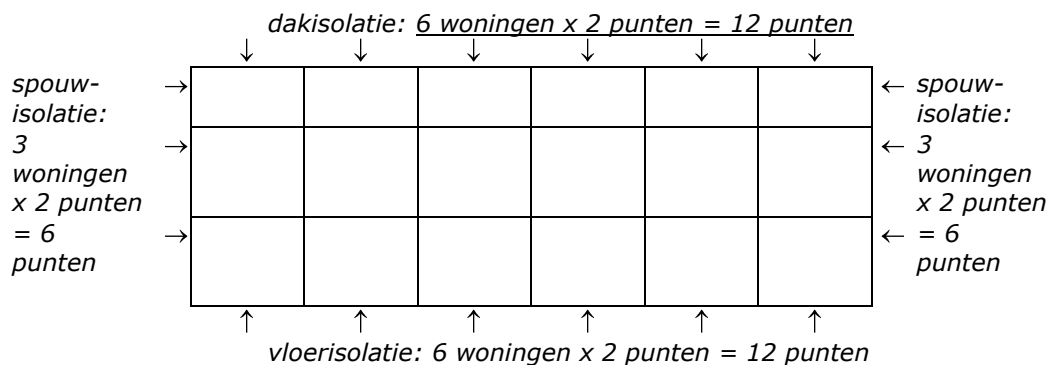 dakisolatie: 6 woningen x 2 punten = 12 punten
spouw-
isolatie:
3
woningen
x 2 punten
= 6
punten
spouw-
isolatie:
3
woningen
x 2 punten
= 6
punten
vloerisolatie: 6 woningen x 2 punten = 12 punten